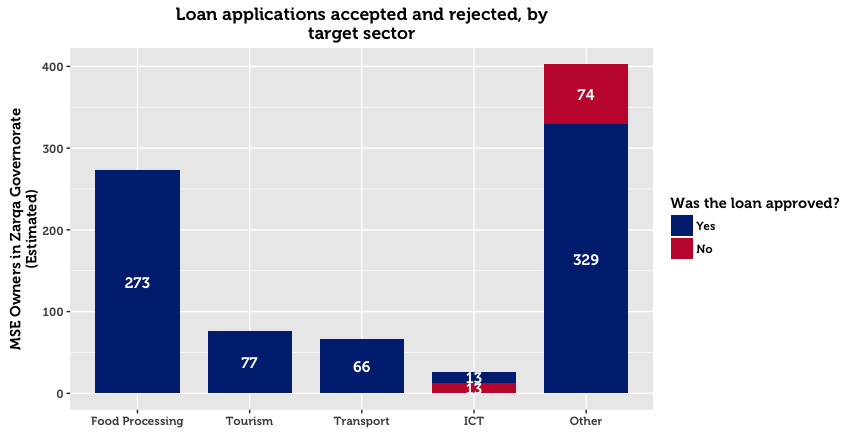 Loan applications accepted and rejected, by
target sector
MSE Owners in Zarqa Governorate
(Estimated)
400
300
200
100
0
273
77
66
13
13
74
329
Food Processing
Tourism
Transport
ICT
Other
Was the loan approved?
Yes
No